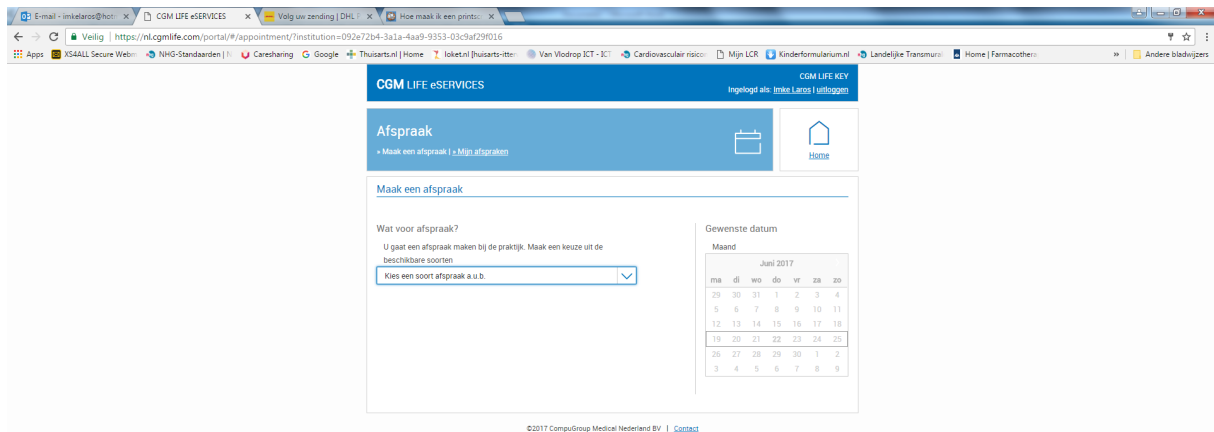 E-mail - imkelaros@hotm
CGM LIFE eSERVICES
Volg uw zending | DHL F
Hoe maak ik een printsc
Veilig | https://nl.cgmlife.com/portal/#/appointment/?institution=092e72b4-3a1a-4aa9-9353-03c9af29f016
Apps XS4ALL Secure Webm NHG-Standaarden | N Caresharing Google Thuisarts.nl | Home loket.nl [huisarts-itter Van Vlodrop ICT - ICT Cardiovasculair risicor Mijn LCR Kinderformularium.nl Landelijke Transmural Home | Farmacothera » Andere bladwijzers
CGM LIFE eSERVICES
CGM LIFE KEY
Ingelogd als: Imke Laros | uitloggen
Afspraak
» Maak een afspraak | » Mijn afspraken
Home
Maak een afspraak
Wat voor afspraak?
U gaat een afspraak maken bij de praktijk. Maak een keuze uit de
beschikbare soorten
Kies een soort afspraak a.u.b.
Gewenste datum
Maand
Juni 2017
ma di wo do vr za zo
29 30 31 1 2 3 4
5 6 7 8 9 10 11
12 13 14 15 16 17 18
19 20 21 22 23 24 25
26 27 28 29 30 1 2
3 4 5 6 7 8 9
©2017 CompuGroup Medical Nederland BV | Contact